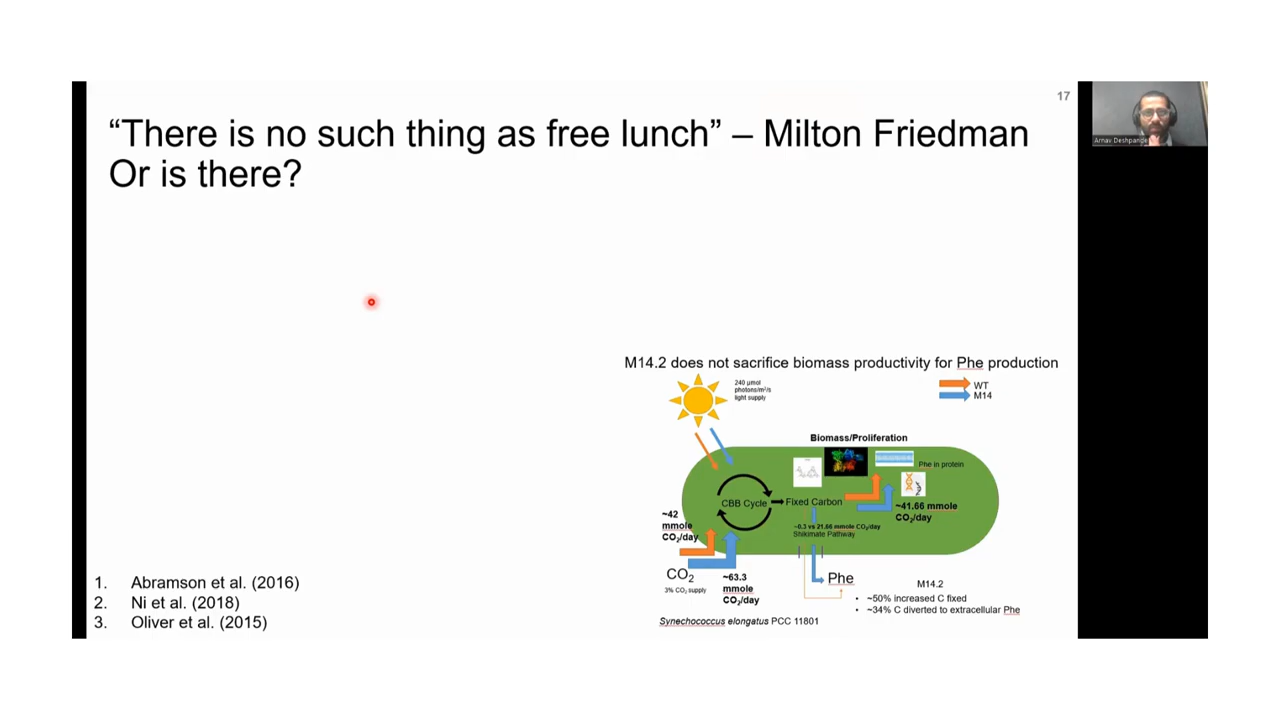 17
“There is no such thing as free lunch” – Milton Friedman
Or is there?
Arnav Deshpande
M14.2 does not sacrifice biomass productivity for Phe production
240 μmol
photons/m²/s
light supply
WT
M14
Biomass/Proliferation
Phe in protein
CBB Cycle
Fixed Carbon
~42
mmole
CO₂/day
~41.66 mmole
CO₂/day
~0.3 vs 21.66 mmole CO₂/day
Shikimate Pathway
CO₂
3% CO₂ supply
~63.3
mmole
CO₂/day
Phe
M14.2
• ~50% increased C fixed
• ~34% C diverted to extracellular Phe
Synechococcus elongatus PCC 11801
1. Abramson et al. (2016)
2. Ni et al. (2018)
3. Oliver et al. (2015)